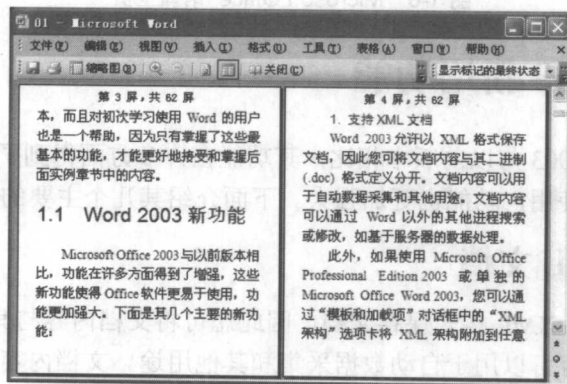 01 - Microsoft Word
文件(F) 编辑(E) 视图(V) 插入(I) 格式(O) 工具(T) 表格(A) 窗口(W) 帮助(H)
缩略图(U) 关闭(C) 显示标记的最终状态
第 3 屏，共 62 屏
本，而且对初次学习使用 Word 的用户
也是一个帮助，因为只有掌握了这些最
基本的功能，才能更好地接受和掌握后
面实例章节中的内容。
1.1 Word 2003 新功能
Microsoft Office 2003 与以前版本相
比，功能在许多方面得到了增强，这些
新功能使得 Office 软件更易于使用，功
能更加强大。下面是其几个主要的新功
能：
第 4 屏，共 62 屏
1. 支持 XML 文档
Word 2003 允许以 XML 格式保存
文档，因此您可将文档内容与其二进制
(.doc) 格式定义分开。文档内容可以用
于自动数据采集和其他用途。文档内容
可以通过 Word 以外的其他进程搜索
或修改，如基于服务器的数据处理。
此外，如果使用 Microsoft Office
Professional Edition 2003 或单独的
Microsoft Office Word 2003，您可以通
过“模板和加载项”对话框中的“XML
架构”选项卡将 XML 架构附加到任意